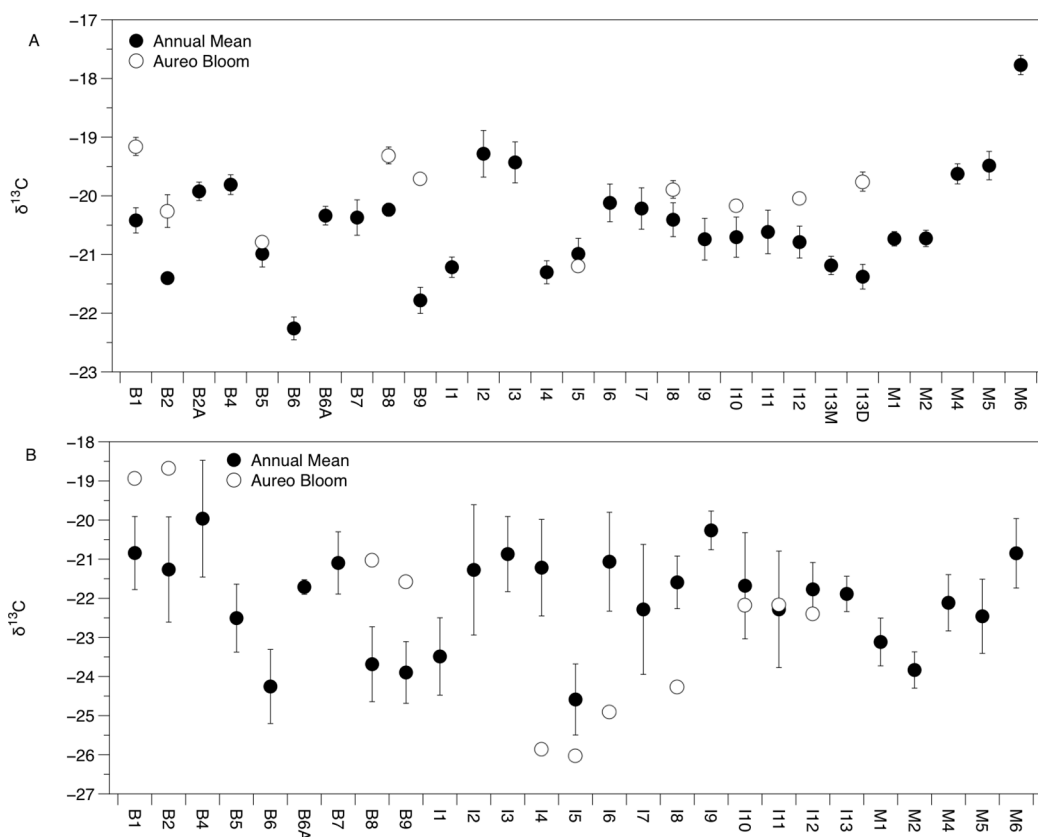 A
Annual Mean
Aureo Bloom
δ¹³C
−17
−18
−19
−20
−21
−22
−23
B1 B2 B2A B4 B5 B6 B6A B7 B8 B9 I1 I2 I3 I4 I5 I6 I7 I8 I9 I10 I11 I12 I13M I13D M1 M2 M4 M5 M6
B
Annual Mean
Aureo Bloom
δ¹³C
−18
−19
−20
−21
−22
−23
−24
−25
−26
−27
B1 B2 B4 B5 B6 B6A B7 B8 B9 I1 I2 I3 I4 I5 I6 I7 I8 I9 I10 I11 I12 I13 M1 M2 M4 M5 M6